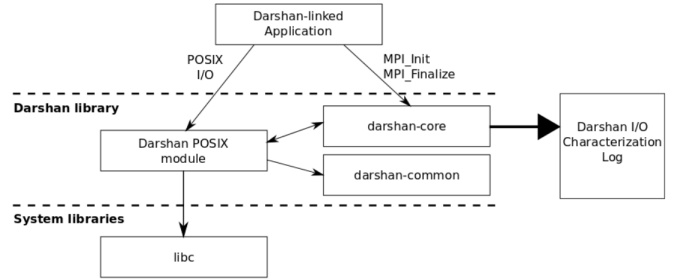 Darshan-linked
Application
POSIX
I/O
MPI_Init
MPI_Finalize
Darshan library
Darshan POSIX
module
darshan-core
darshan-common
Darshan I/O
Characterization
Log
System libraries
libc